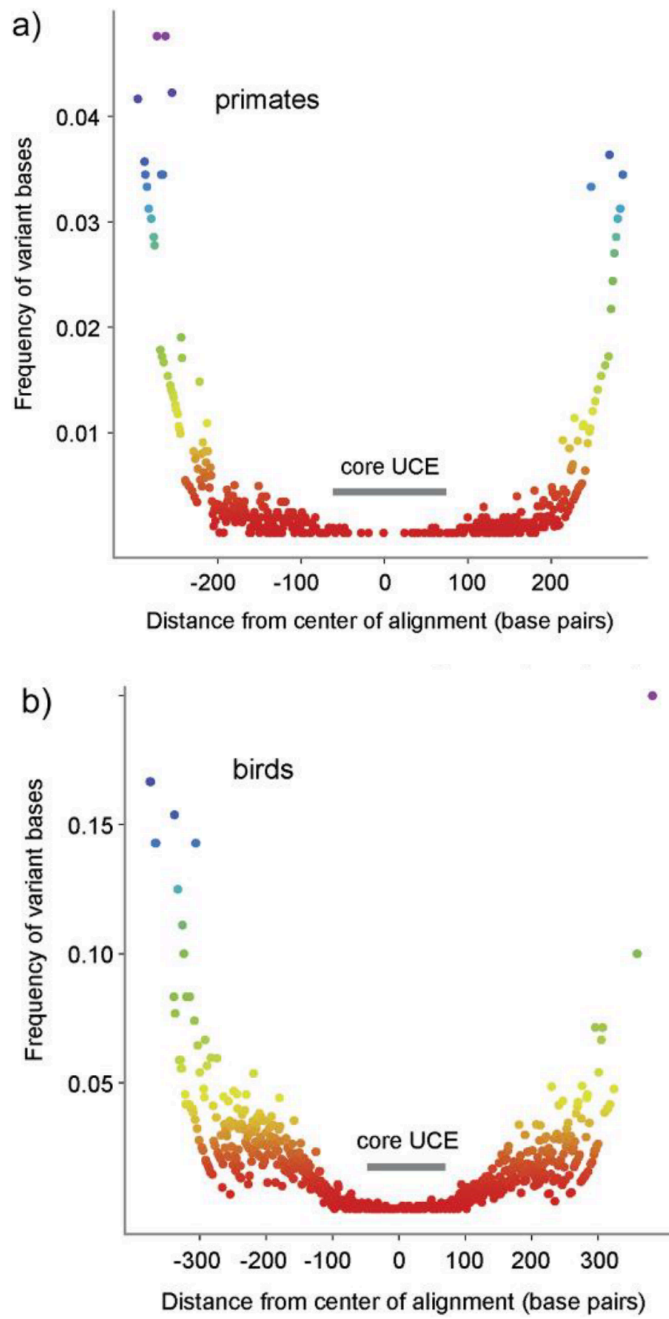 a)
primates
Frequency of variant bases
0.04
0.03
0.02
0.01
core UCE
-200 -100 0 100 200
Distance from center of alignment (base pairs)
b)
birds
Frequency of variant bases
0.15
0.10
0.05
core UCE
-300 -200 -100 0 100 200 300
Distance from center of alignment (base pairs)